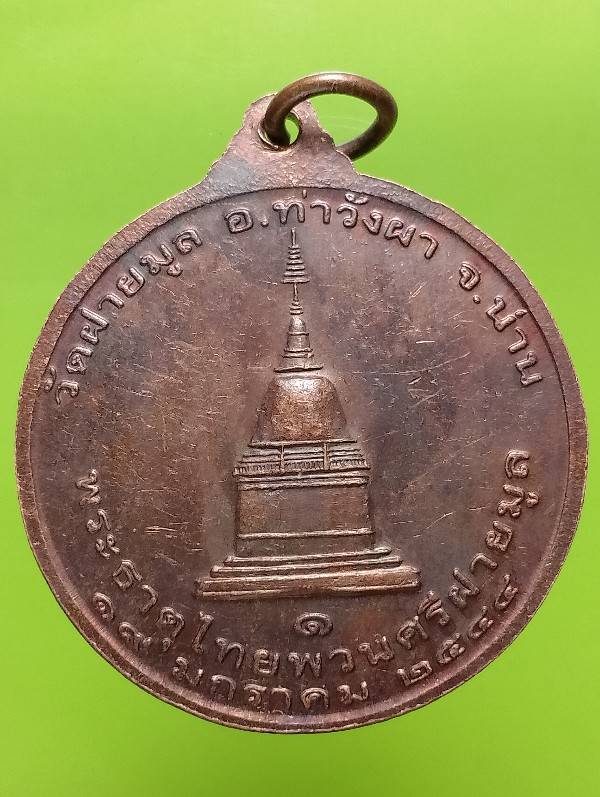 วัดฝายมูล อ.ท่าวังผา จ.น่าน
๑
พระธาตุไทยพวนศรีฝายมูล
๑๙ มกราคม ๒๕๔๔